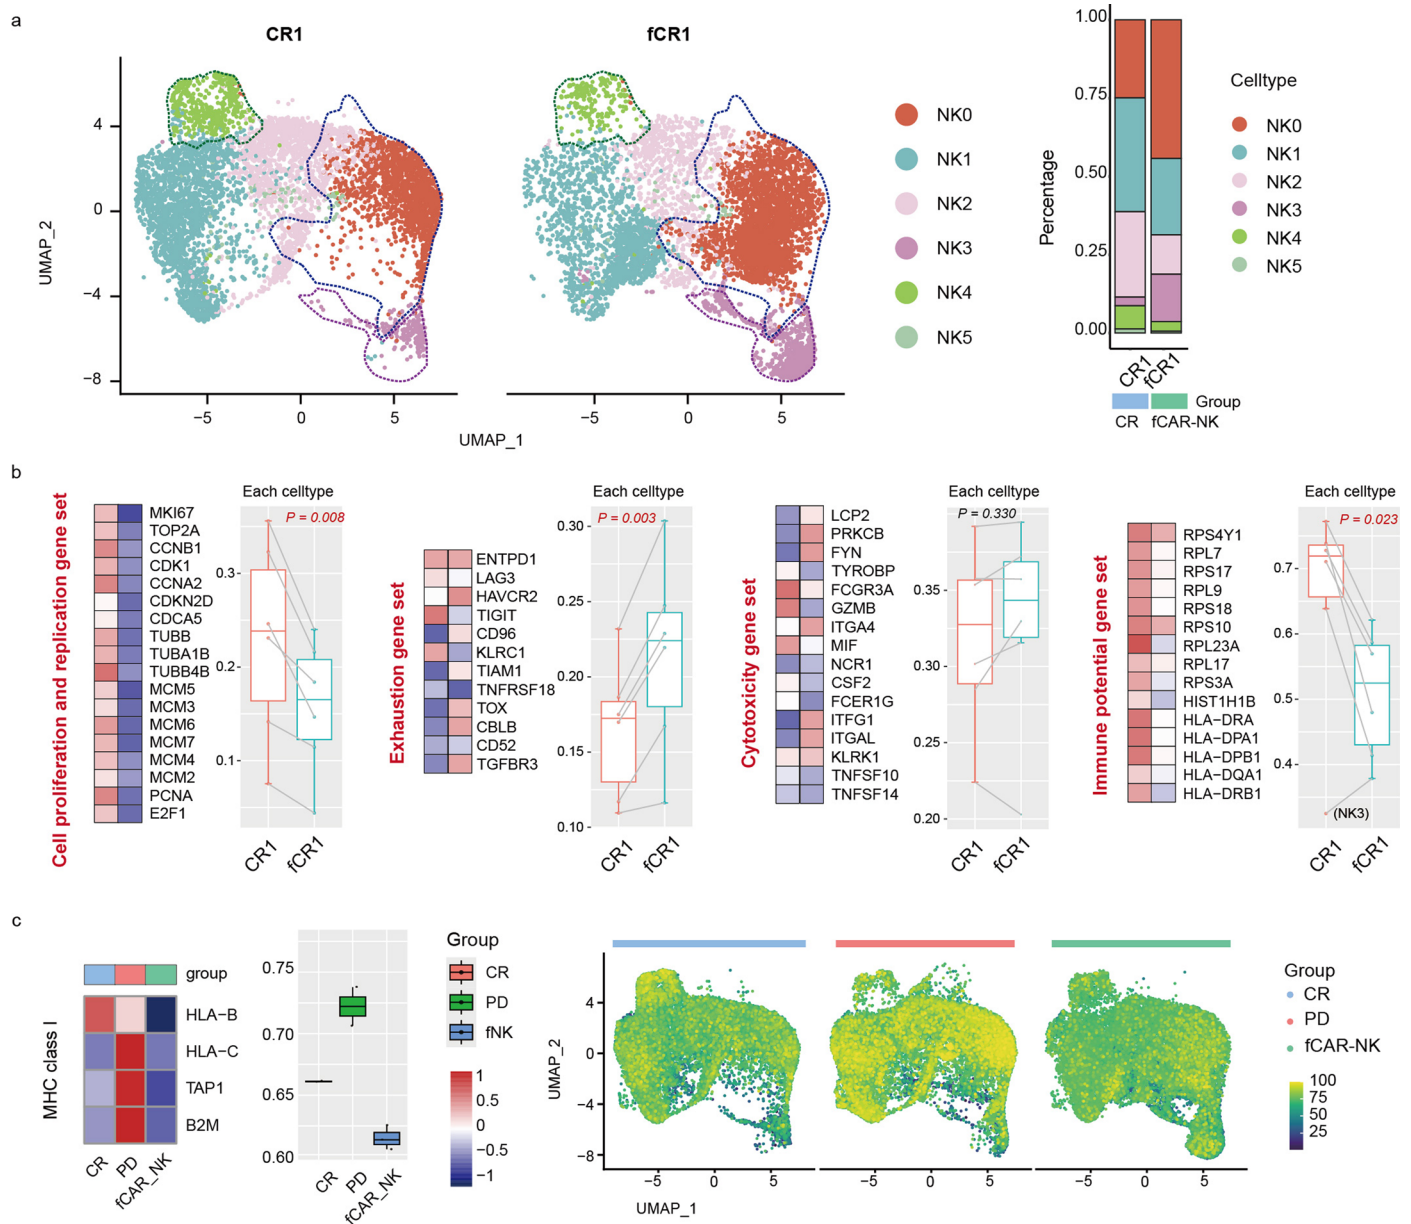 a
CR1
fCR1
UMAP_2
4
0
−4
−8
−5
0
5
−5
0
5
UMAP_1
NK0
NK1
NK2
NK3
NK4
NK5
Percentage
1.00
0.75
0.50
0.25
0.00
CR1
fCR1
Group
CR
fCAR-NK
Celltype
NK0
NK1
NK2
NK3
NK4
NK5
b
Cell proliferation and replication gene set
MKI67
TOP2A
CCNB1
CDK1
CCNA2
CDKN2D
CDCA5
TUBB
TUBA1B
TUBB4B
MCM5
MCM3
MCM6
MCM7
MCM4
MCM2
PCNA
E2F1
Each celltype
P = 0.008
0.3
0.2
0.1
CR1
fCR1
Exhaustion gene set
ENTPD1
LAG3
HAVCR2
TIGIT
CD96
KLRC1
TIAM1
TNFRSF18
TOX
CBLB
CD52
TGFBR3
Each celltype
P = 0.003
0.30
0.25
0.20
0.15
0.10
CR1
fCR1
Cytotoxicity gene set
LCP2
PRKCB
FYN
TYROBP
FCGR3A
GZMB
ITGA4
MIF
NCR1
CSF2
FCER1G
ITFG1
ITGAL
KLRK1
TNFSF10
TNFSF14
Each celltype
P = 0.330
0.35
0.30
0.25
0.20
CR1
fCR1
Immune potential gene set
RPS4Y1
RPL7
RPS17
RPL9
RPS18
RPS10
RPL23A
RPL17
RPS3A
HIST1H1B
HLA−DRA
HLA−DPA1
HLA−DPB1
HLA−DQA1
HLA−DRB1
Each celltype
P = 0.023
0.7
0.6
0.5
0.4
(NK3)
CR1
fCR1
c
MHC class I
group
HLA−B
HLA−C
TAP1
B2M
CR
PD
fCAR_NK
0.75
0.70
0.65
0.60
CR
PD
fCAR_NK
Group
CR
PD
fNK
1
0.5
0
−0.5
−1
UMAP_2
4
0
−4
−8
−5
0
5
−5
0
5
−5
0
5
UMAP_1
Group
CR
PD
fCAR-NK
100
75
50
25